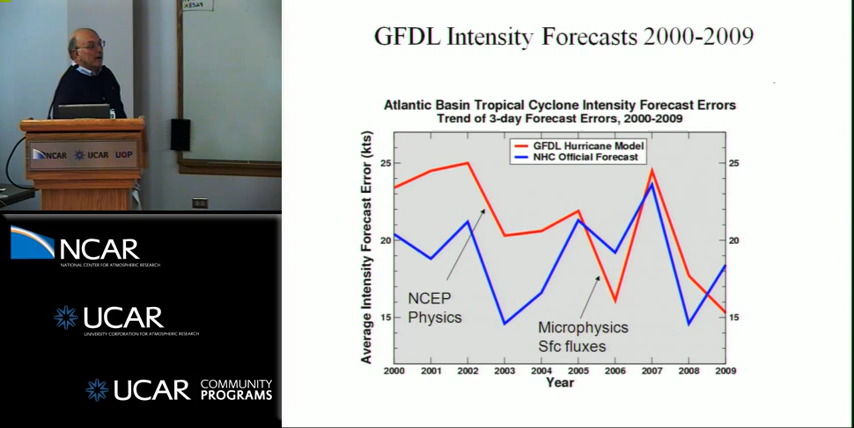 NCAR UCAR UOP
NCAR
NATIONAL CENTER FOR ATMOSPHERIC RESEARCH
UCAR
UNIVERSITY CORPORATION FOR ATMOSPHERIC RESEARCH
UCAR COMMUNITY
PROGRAMS
GFDL Intensity Forecasts 2000-2009
Atlantic Basin Tropical Cyclone Intensity Forecast Errors
Trend of 3-day Forecast Errors, 2000-2009
GFDL Hurricane Model
NHC Official Forecast
Average Intensity Forecast Error (kts)
25 25
20 20
15 15
NCEP
Physics
Microphysics
Sfc fluxes
2000 2001 2002 2003 2004 2005 2006 2007 2008 2009
Year